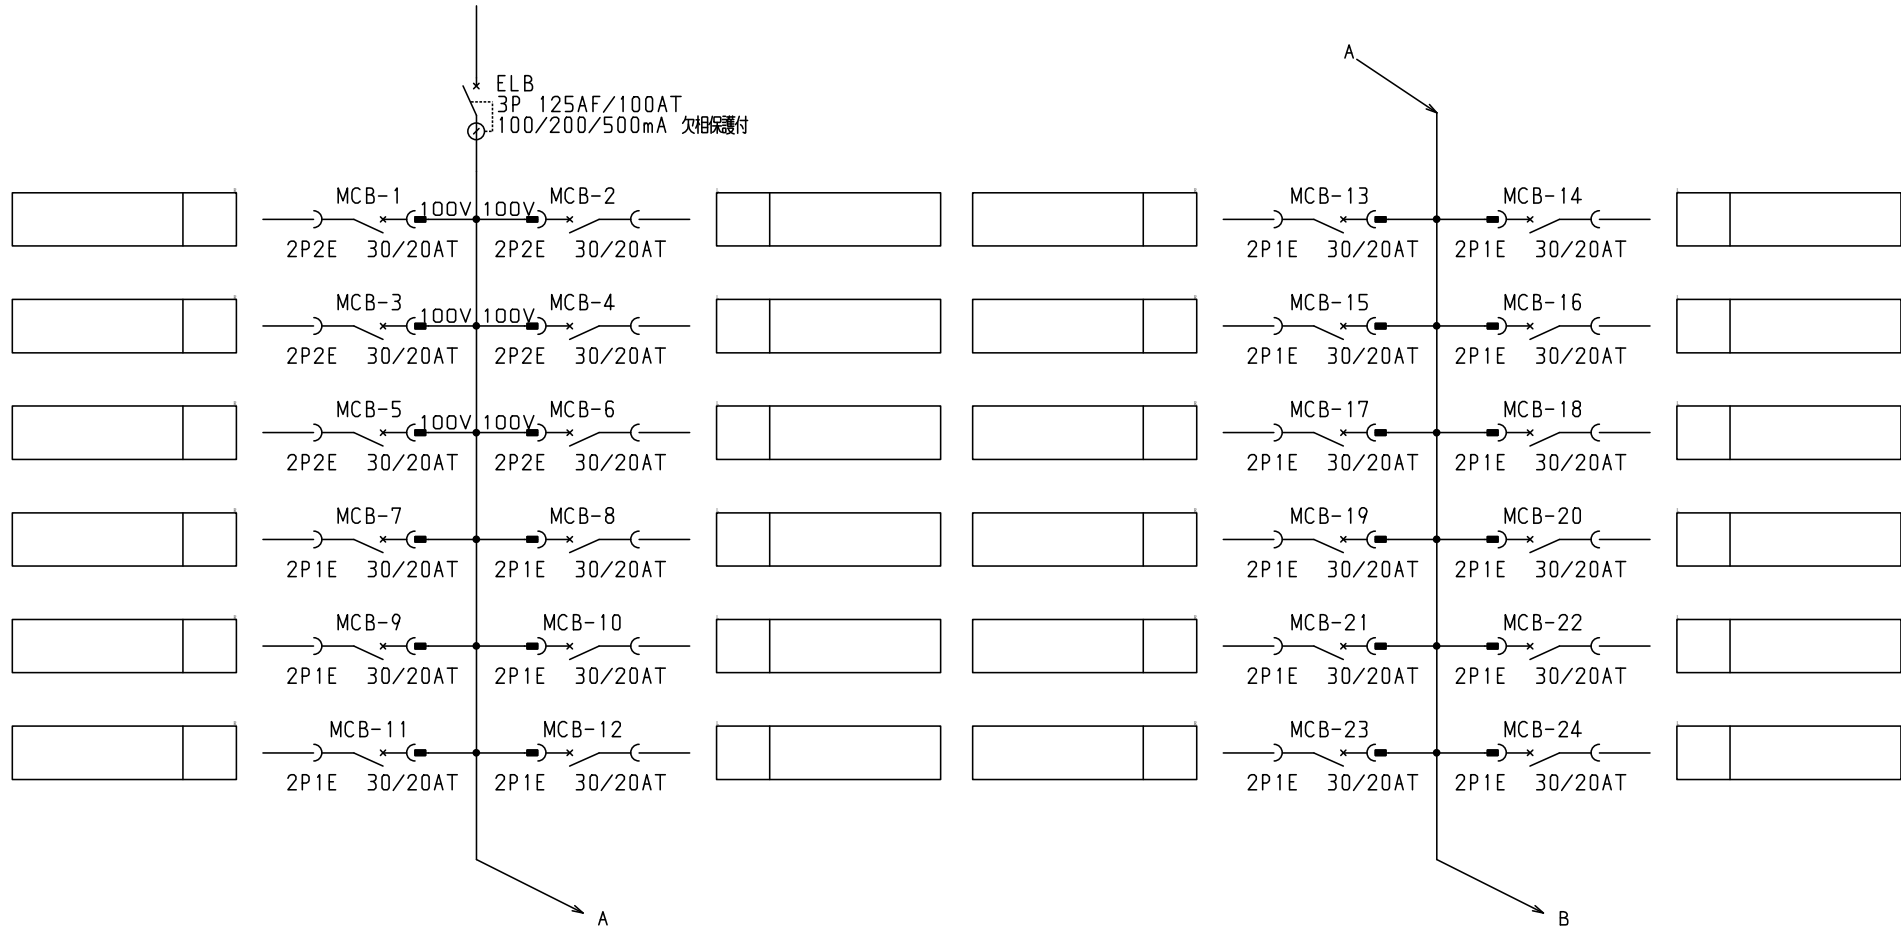 ELB
3P 125AF/100AT
100/200/500mA 欠相保護付
MCB-1 100V 100V MCB-2
2P2E 30/20AT 2P2E 30/20AT
MCB-3 100V 100V MCB-4
2P2E 30/20AT 2P2E 30/20AT
MCB-5 100V 100V MCB-6
2P2E 30/20AT 2P2E 30/20AT
MCB-7 MCB-8
2P1E 30/20AT 2P1E 30/20AT
MCB-9 MCB-10
2P1E 30/20AT 2P1E 30/20AT
MCB-11 MCB-12
2P1E 30/20AT 2P1E 30/20AT
A
A
MCB-13 MCB-14
2P1E 30/20AT 2P1E 30/20AT
MCB-15 MCB-16
2P1E 30/20AT 2P1E 30/20AT
MCB-17 MCB-18
2P1E 30/20AT 2P1E 30/20AT
MCB-19 MCB-20
2P1E 30/20AT 2P1E 30/20AT
MCB-21 MCB-22
2P1E 30/20AT 2P1E 30/20AT
MCB-23 MCB-24
2P1E 30/20AT 2P1E 30/20AT
B